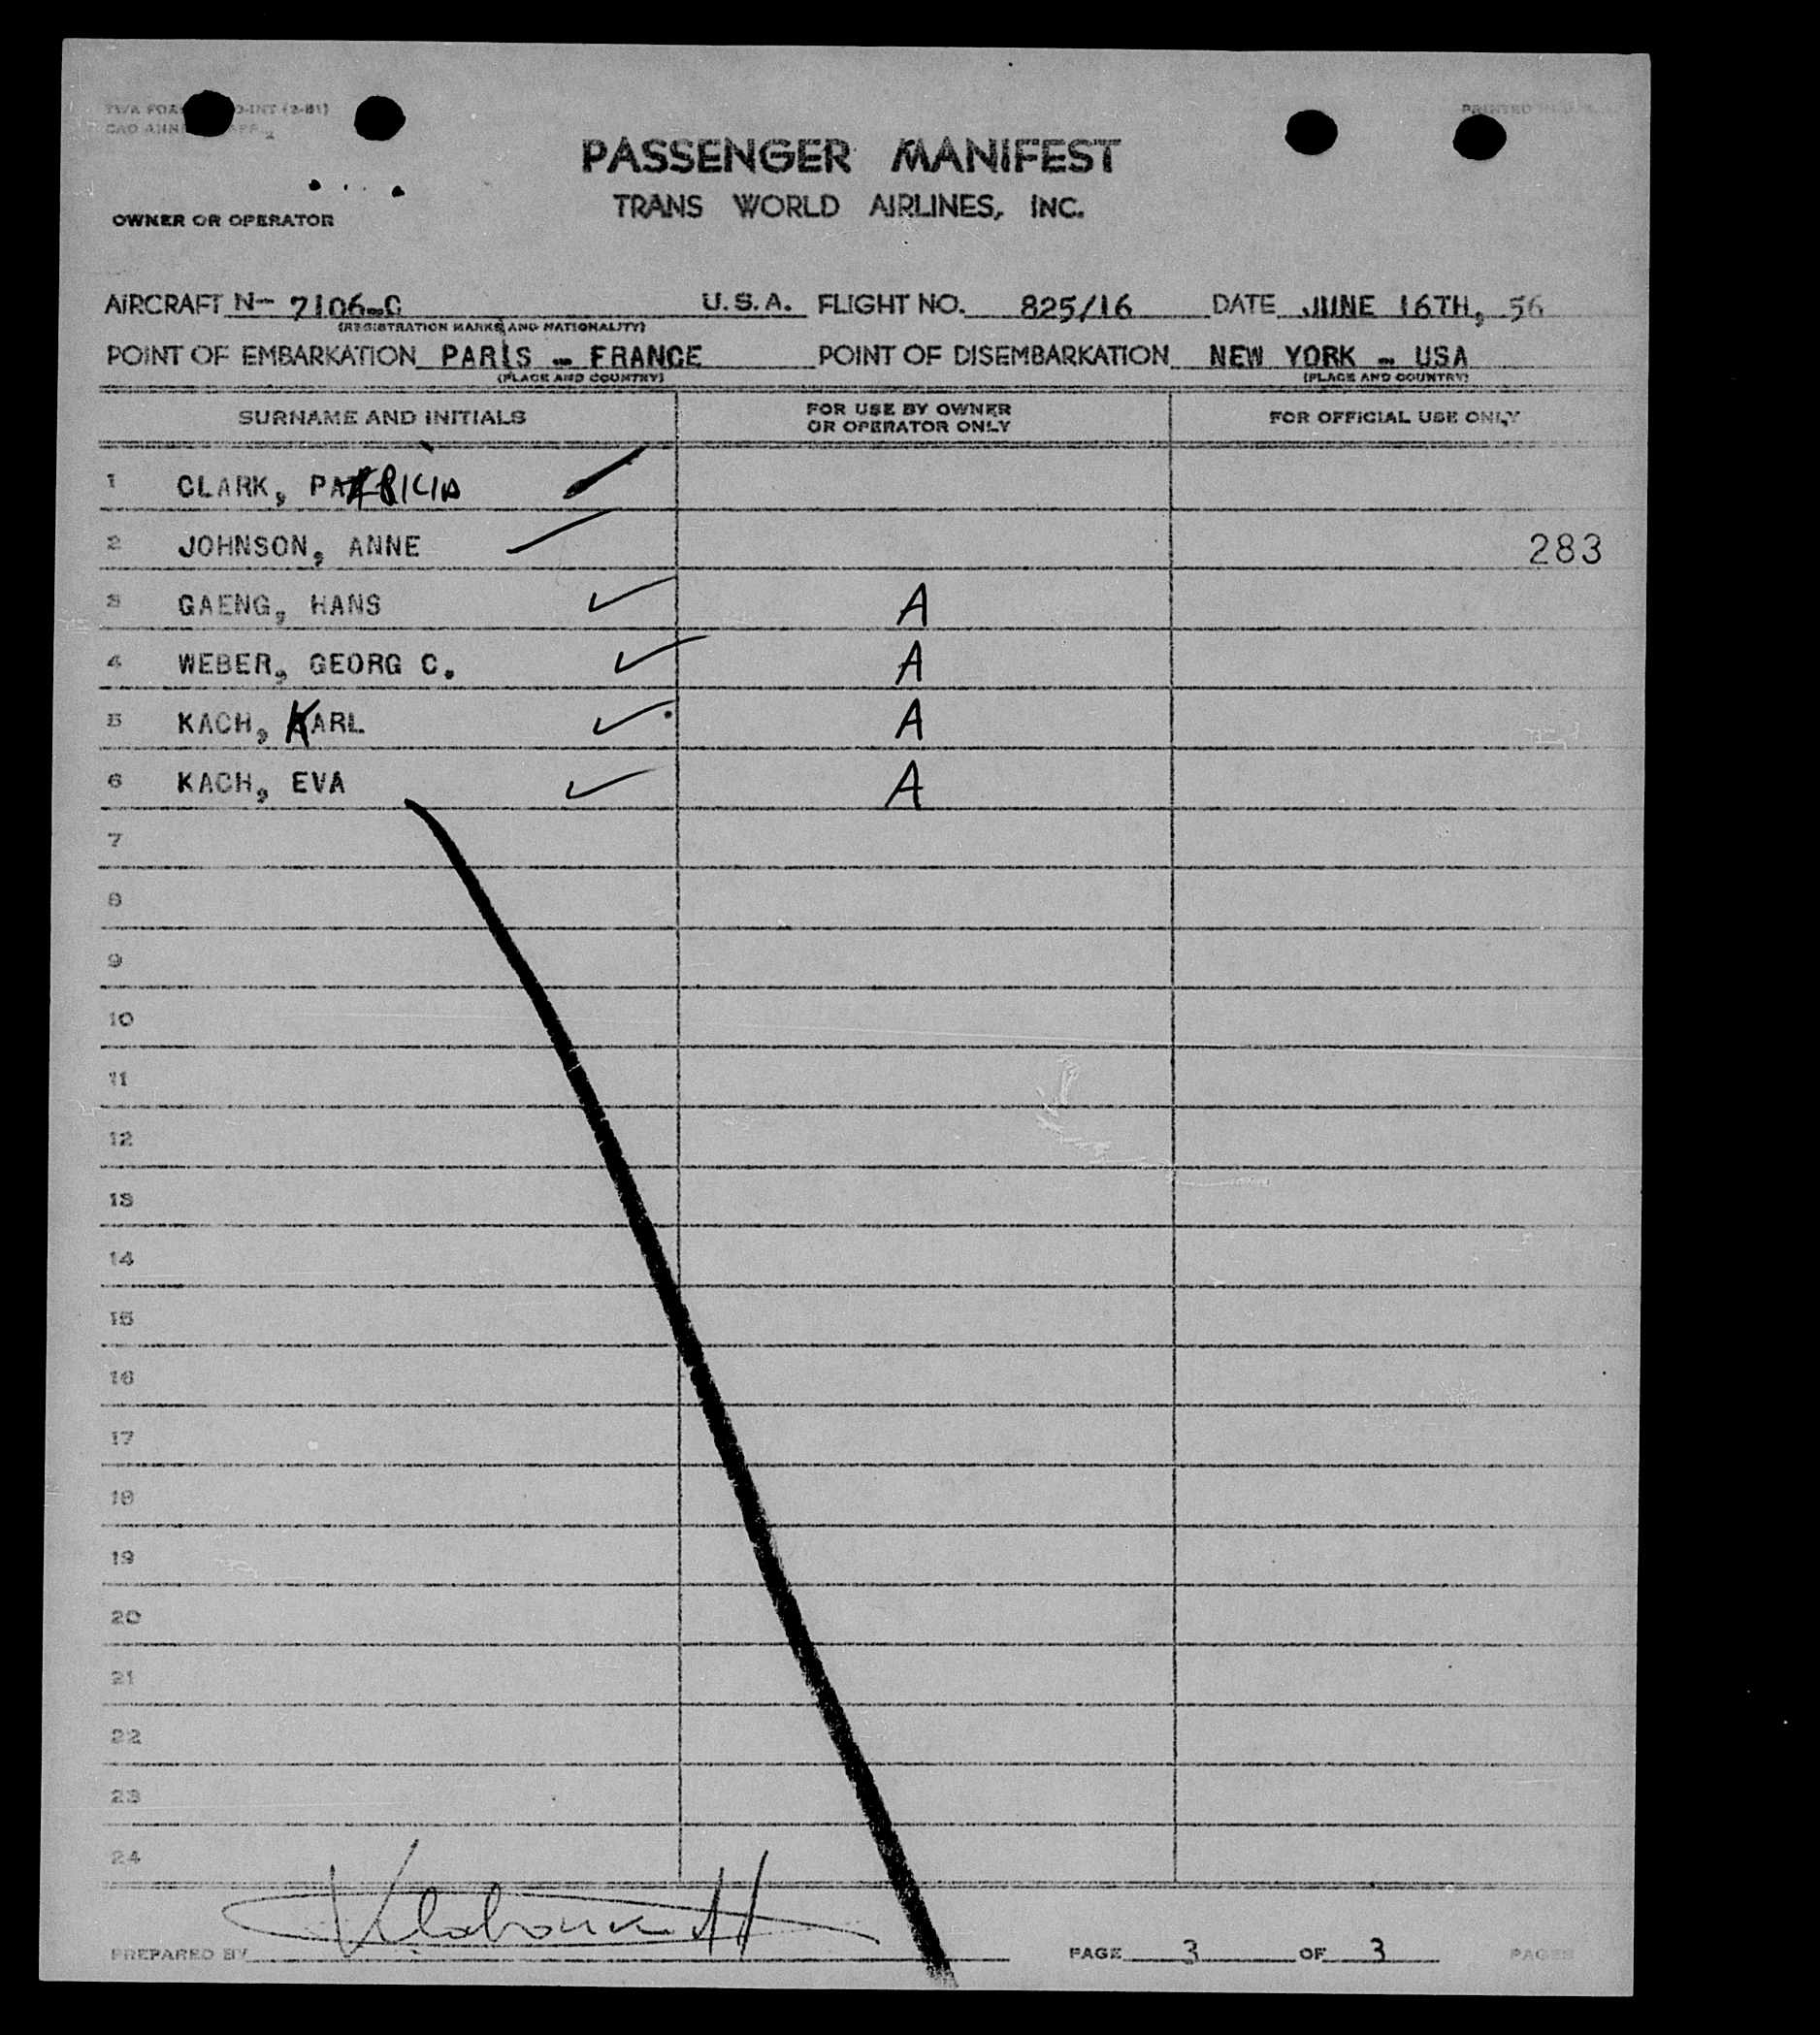 PASSENGER MANIFEST
TRANS WORLD AIRLINES, INC.
OWNER OR OPERATOR
AIRCRAFT N- 7106-C U.S.A. FLIGHT NO. 825/16 DATE JUNE 16TH, 56
(REGISTRATION MARKS AND NATIONALITY)
POINT OF EMBARKATION PARIS - FRANCE POINT OF DISEMBARKATION NEW YORK - USA
(PLACE AND COUNTRY) (PLACE AND COUNTRY)
SURNAME AND INITIALS FOR USE BY OWNER OR OPERATOR ONLY FOR OFFICIAL USE ONLY
1 CLARK, PATRICIA
2 JOHNSON, ANNE 283
3 GAENG, HANS A
4 WEBER, GEORG C. A
5 KACH, KARL A
6 KACH, EVA A
7
8
9
10
11
12
13
14
15
16
17
18
19
20
21
22
23
24
PREPARED BY PAGE 3 OF 3 PAGES